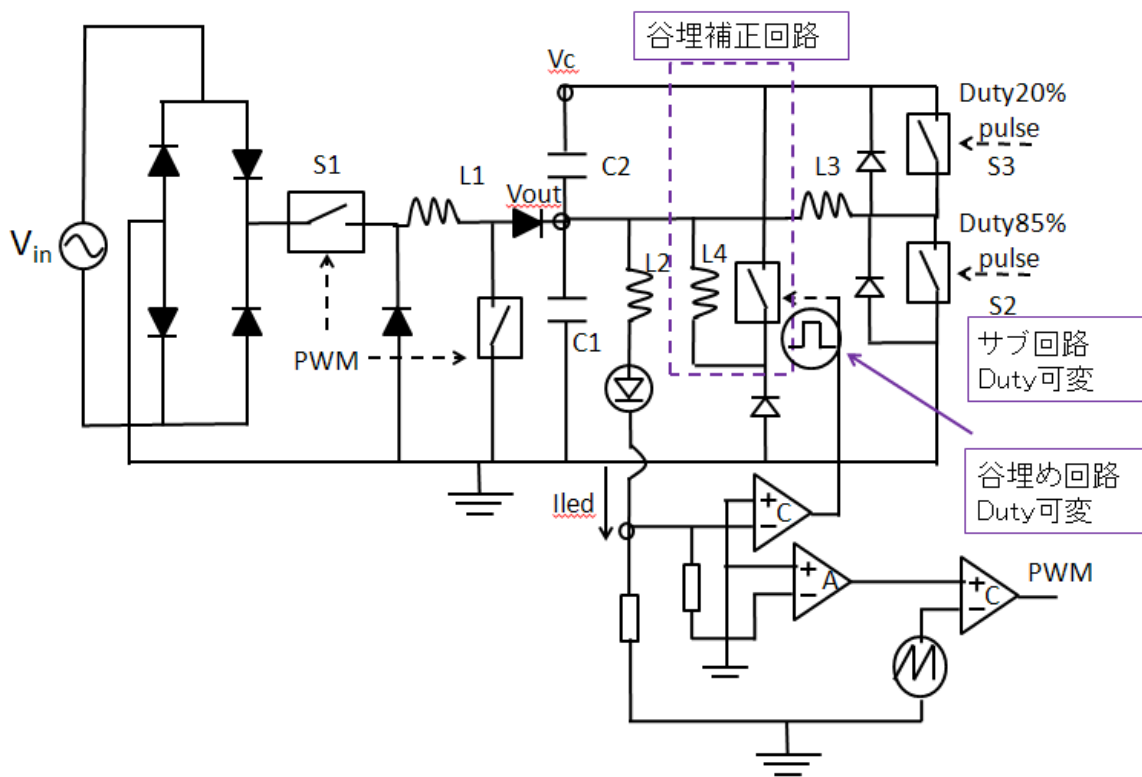 谷埋補正回路
Vc
Duty20%
pulse
S3
S1
L1
C2
L3
Vout
Vin
Duty85%
pulse
S2
L2
L4
C1
PWM
サブ回路
Duty可変
谷埋め回路
Duty可変
Iled
+
C
−
+
A
−
+
C
−
PWM